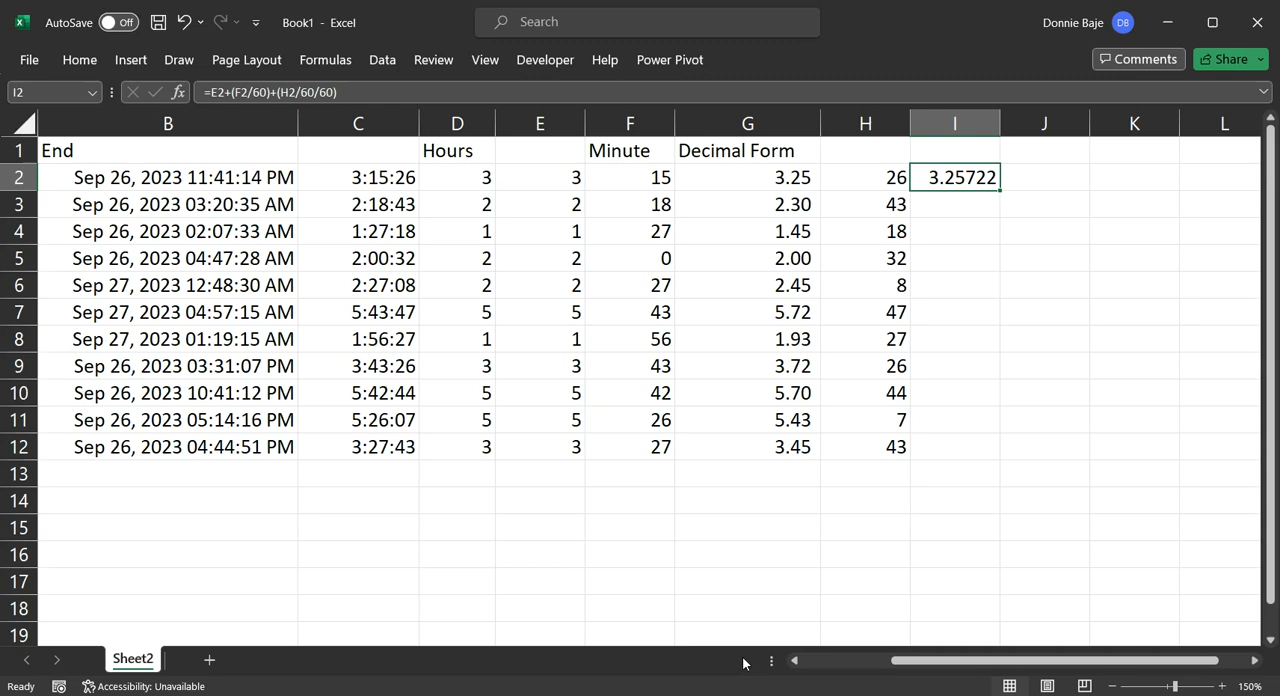 AutoSave Off Book1 - Excel Search Donnie Baje DB
File Home Insert Draw Page Layout Formulas Data Review View Developer Help Power Pivot Comments Share
I2 fx =E2+(F2/60)+(H2/60/60)
B C D E F G H I J K L
1 End Hours Minute Decimal Form
2 Sep 26, 2023 11:41:14 PM 3:15:26 3 3 15 3.25 26 3.25722
3 Sep 26, 2023 03:20:35 AM 2:18:43 2 2 18 2.30 43
4 Sep 26, 2023 02:07:33 AM 1:27:18 1 1 27 1.45 18
5 Sep 26, 2023 04:47:28 AM 2:00:32 2 2 0 2.00 32
6 Sep 27, 2023 12:48:30 AM 2:27:08 2 2 27 2.45 8
7 Sep 27, 2023 04:57:15 AM 5:43:47 5 5 43 5.72 47
8 Sep 27, 2023 01:19:15 AM 1:56:27 1 1 56 1.93 27
9 Sep 26, 2023 03:31:07 PM 3:43:26 3 3 43 3.72 26
10 Sep 26, 2023 10:41:12 PM 5:42:44 5 5 42 5.70 44
11 Sep 26, 2023 05:14:16 PM 5:26:07 5 5 26 5.43 7
12 Sep 26, 2023 04:44:51 PM 3:27:43 3 3 27 3.45 43
13
14
15
16
17
18
19
Sheet2
Ready Accessibility: Unavailable 150%